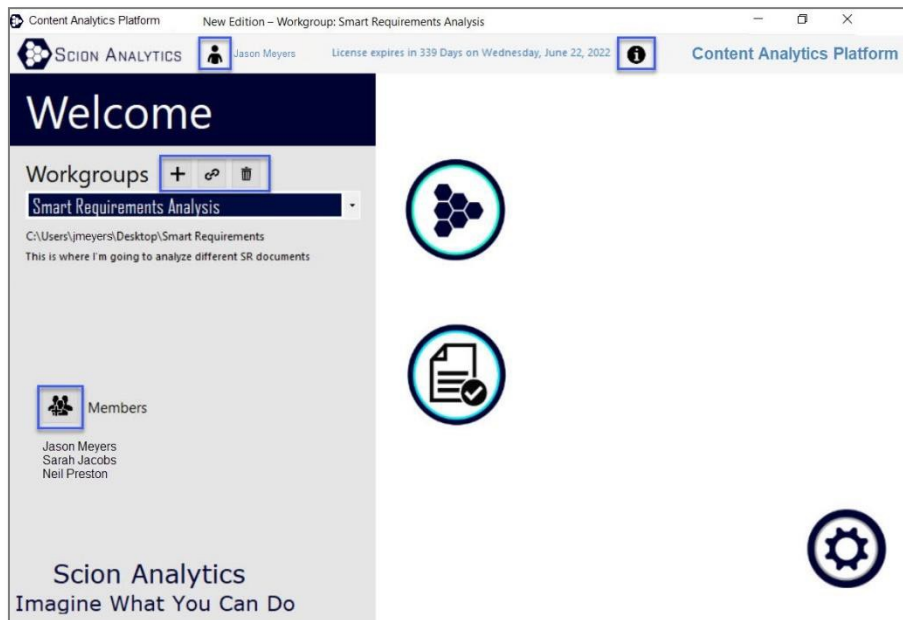 Content Analytics Platform New Edition – Workgroup: Smart Requirements Analysis
SCION ANALYTICS Jason Meyers License expires in 339 Days on Wednesday, June 22, 2022 Content Analytics Platform
Welcome
Workgroups
Smart Requirements Analysis
C:\Users\jmeyers\Desktop\Smart Requirements
This is where I'm going to analyze different SR documents
Members
Jason Meyers
Sarah Jacobs
Neil Preston
Scion Analytics
Imagine What You Can Do